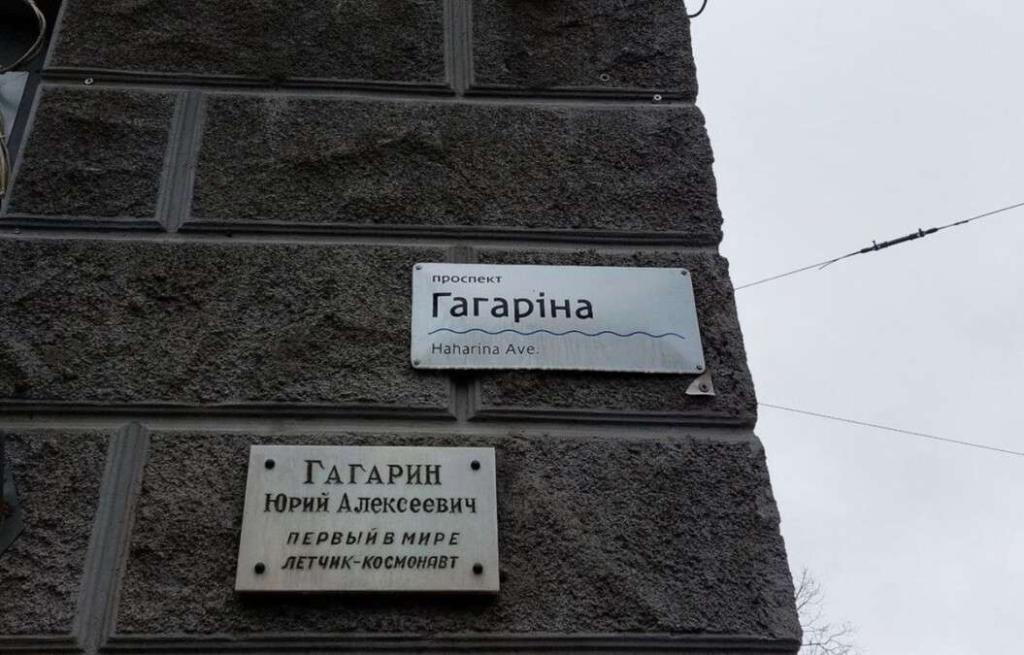 проспект
Гагаріна
Haharina Ave.
ГАГАРИН
ЮРИЙ АЛЕКСЕЕВИЧ
ПЕРВЫЙ В МИРЕ
ЛЕТЧИК-КОСМОНАВТ